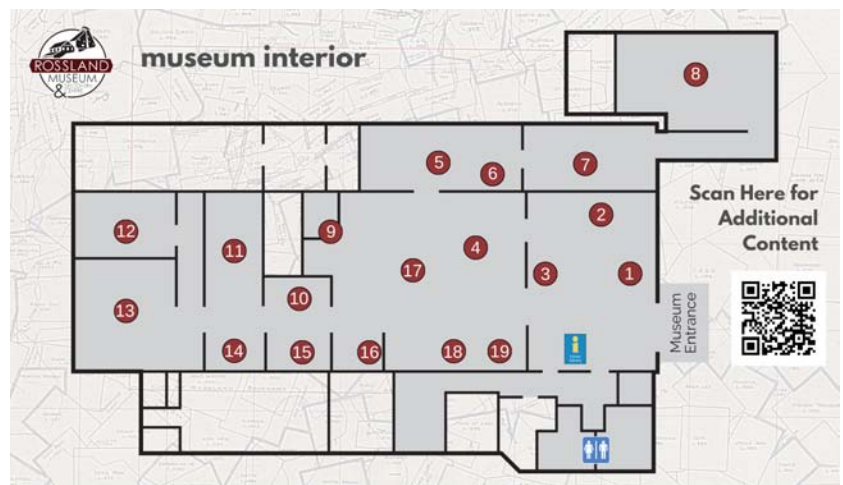 ROSSLAND
MUSEUM
&
museum interior
8
5
6
7
Scan Here for
Additional
Content
12
11
9
4
2
17
3
1
13
10
Museum
Entrance
14
15
16
18
19
i